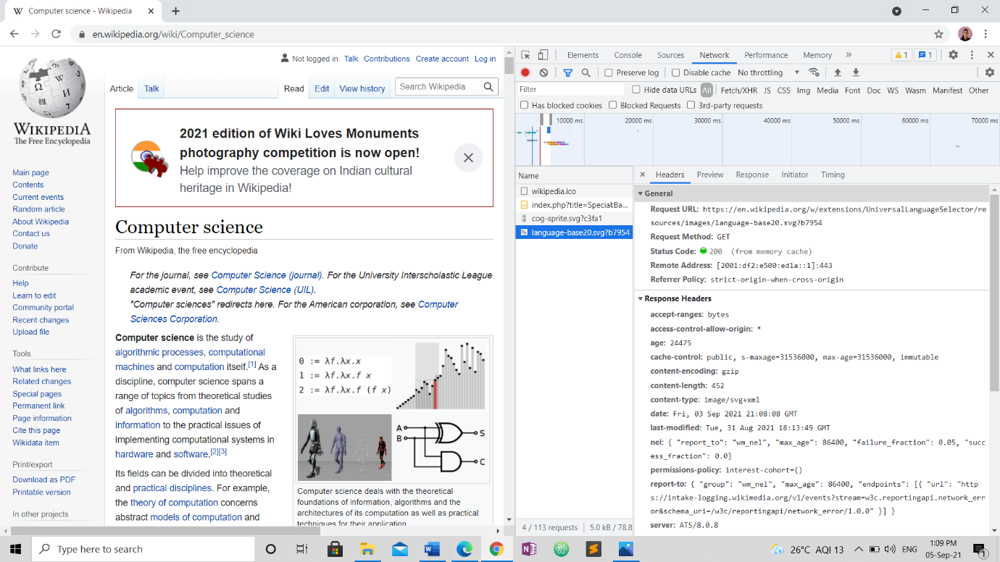 Computer science - Wikipedia
en.wikipedia.org/wiki/Computer_science
WIKIPEDIA
The Free Encyclopedia
Main page
Contents
Current events
Random article
About Wikipedia
Contact us
Donate
Contribute
Help
Learn to edit
Community portal
Recent changes
Upload file
Tools
What links here
Related changes
Special pages
Permanent link
Page information
Cite this page
Wikidata item
Print/export
Download as PDF
Printable version
In other projects
Not logged in Talk Contributions Create account Log in
Article Talk Read Edit View history Search Wikipedia
2021 edition of Wiki Loves Monuments
photography competition is now open!
Help improve the coverage on Indian cultural
heritage in Wikipedia!
Computer science
From Wikipedia, the free encyclopedia
For the journal, see Computer Science (journal). For the University Interscholastic League
academic event, see Computer Science (UIL).
"Computer sciences" redirects here. For the American corporation, see Computer
Sciences Corporation.
Computer science is the study of
algorithmic processes, computational
machines and computation itself.[1] As a
discipline, computer science spans a
range of topics from theoretical studies
of algorithms, computation and
information to the practical issues of
implementing computational systems in
hardware and software.[2][3]
Its fields can be divided into theoretical
and practical disciplines. For example,
the theory of computation concerns
abstract models of computation and
0 := λf.λx.x
1 := λf.λx.f x
2 := λf.λx.f (f x)
A
B
S
C
Computer science deals with the theoretical
foundations of information, algorithms and the
architectures of its computation as well as practical
techniques for their application.
Elements Console Sources Network Performance Memory » 1 1
Preserve log Disable cache No throttling
Filter Hide data URLs All Fetch/XHR JS CSS Img Media Font Doc WS Wasm Manifest Other
Has blocked cookies Blocked Requests 3rd-party requests
10000 ms 20000 ms 30000 ms 40000 ms 50000 ms 60000 ms 70000 ms
Name
wikipedia.ico
index.php?title=Special:Ba...
cog-sprite.svg?c3fa1
language-base20.svg?b7954
4 / 113 requests 5.0 kB / 78.8
Headers Preview Response Initiator Timing
General
Request URL: https://en.wikipedia.org/w/extensions/UniversalLanguageSelector/re
sources/images/language-base20.svg?b7954
Request Method: GET
Status Code: 200 (from memory cache)
Remote Address: [2001:df2:e500:ed1a::1]:443
Referrer Policy: strict-origin-when-cross-origin
Response Headers
accept-ranges: bytes
access-control-allow-origin: *
age: 24475
cache-control: public, s-maxage=31536000, max-age=31536000, immutable
content-encoding: gzip
content-length: 452
content-type: image/svg+xml
date: Fri, 03 Sep 2021 21:08:08 GMT
last-modified: Tue, 31 Aug 2021 18:13:49 GMT
nel: { "report_to": "wm_nel", "max_age": 86400, "failure_fraction": 0.05, "succ
ess_fraction": 0.0}
permissions-policy: interest-cohort=()
report-to: { "group": "wm_nel", "max_age": 86400, "endpoints": [{ "url": "http
s://intake-logging.wikimedia.org/v1/events?stream=w3c.reportingapi.network_err
or&schema_uri=/w3c/reportingapi/network_error/1.0.0" }] }
server: ATS/8.0.8
Type here to search
26°C AQI 13 ENG 1:09 PM
05-Sep-21 1